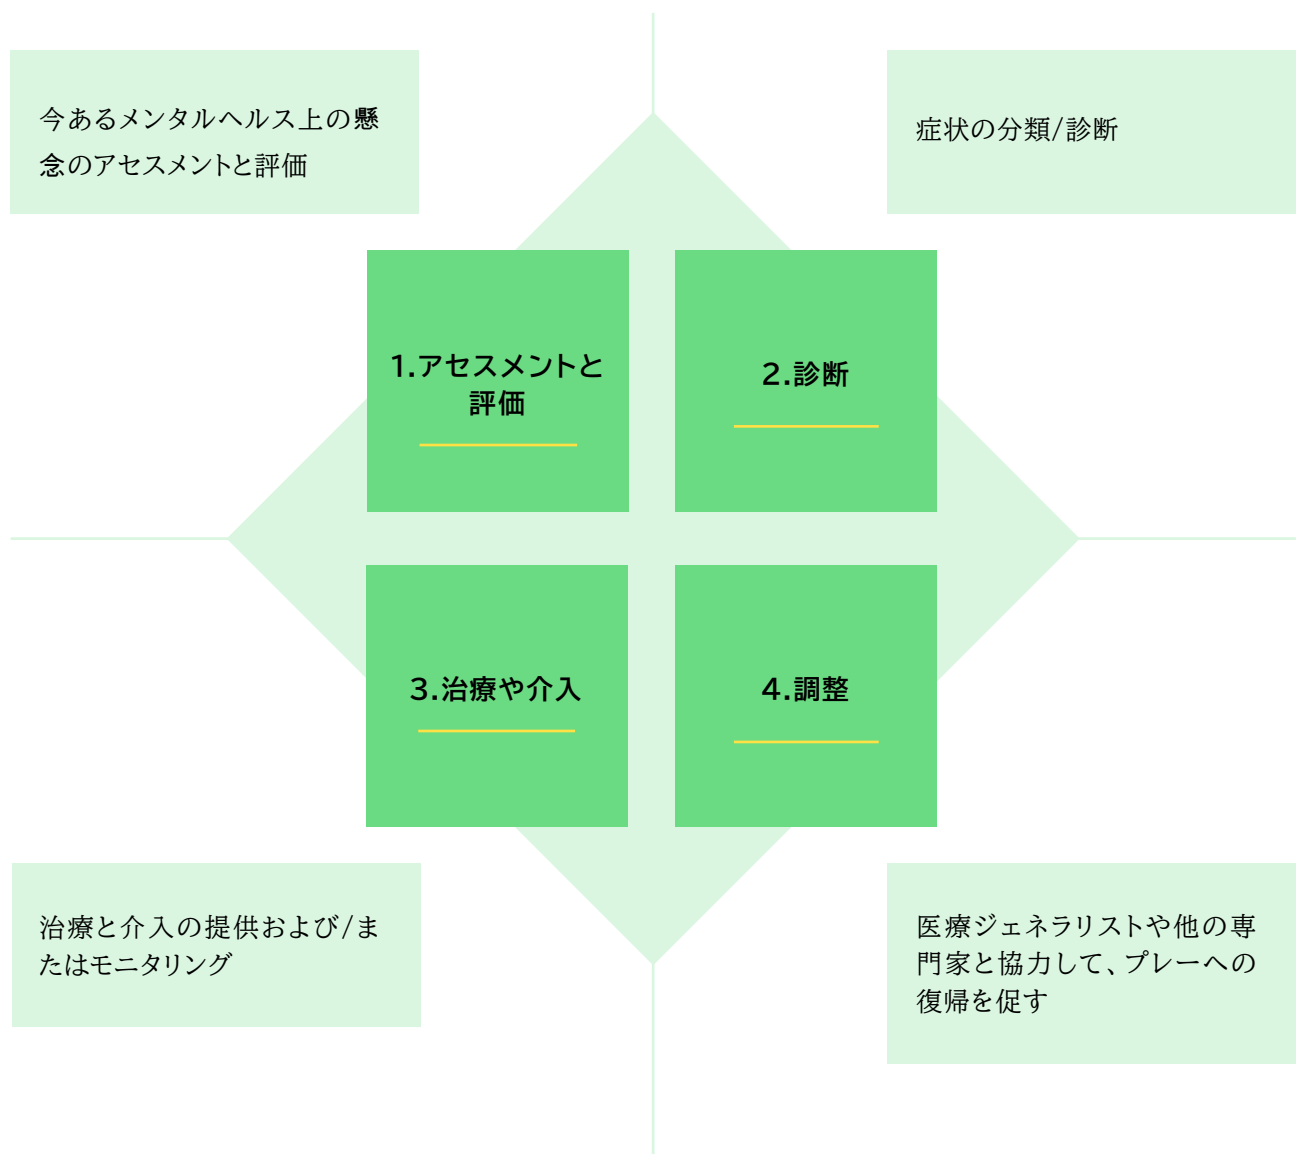 今あるメンタルヘルス上の懸
念のアセスメントと評価
症状の分類/診断
1.アセスメントと
評価
2.診断
3.治療や介入
4.調整
治療と介入の提供および/ま
たはモニタリング
医療ジェネラリストや他の専
門家と協力して、プレーへの
復帰を促す